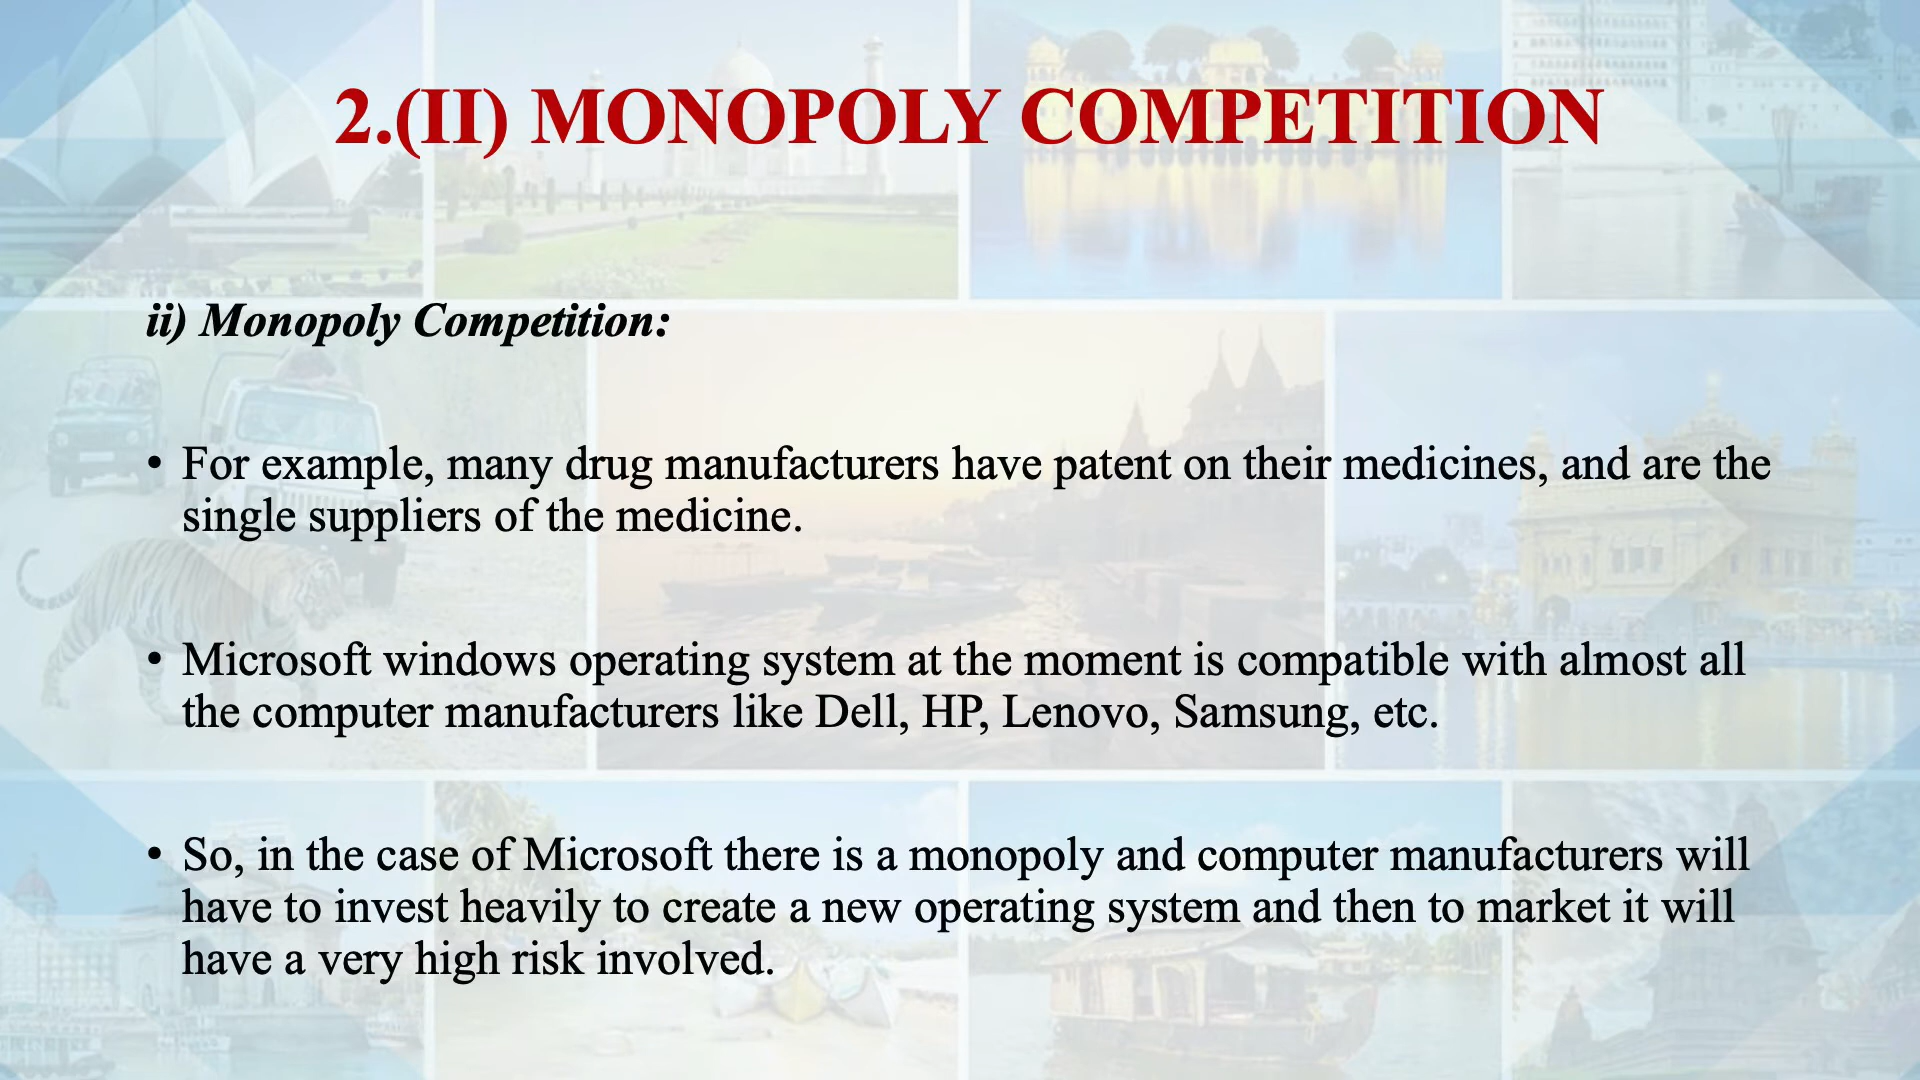 2.(II) MONOPOLY COMPETITION
ii) Monopoly Competition:
• For example, many drug manufacturers have patent on their medicines, and are the
single suppliers of the medicine.
• Microsoft windows operating system at the moment is compatible with almost all
the computer manufacturers like Dell, HP, Lenovo, Samsung, etc.
• So, in the case of Microsoft there is a monopoly and computer manufacturers will
have to invest heavily to create a new operating system and then to market it will
have a very high risk involved.